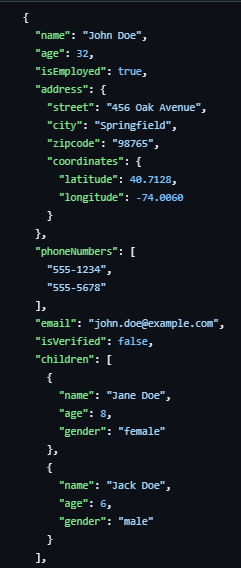 {
"name": "John Doe",
"age": 32,
"isEmployed": true,
"address": {
"street": "456 Oak Avenue",
"city": "Springfield",
"zipcode": "98765",
"coordinates": {
"latitude": 40.7128,
"longitude": -74.0060
}
},
"phoneNumbers": [
"555-1234",
"555-5678"
],
"email": "john.doe@example.com",
"isVerified": false,
"children": [
{
"name": "Jane Doe",
"age": 8,
"gender": "female"
},
{
"name": "Jack Doe",
"age": 6,
"gender": "male"
}
],